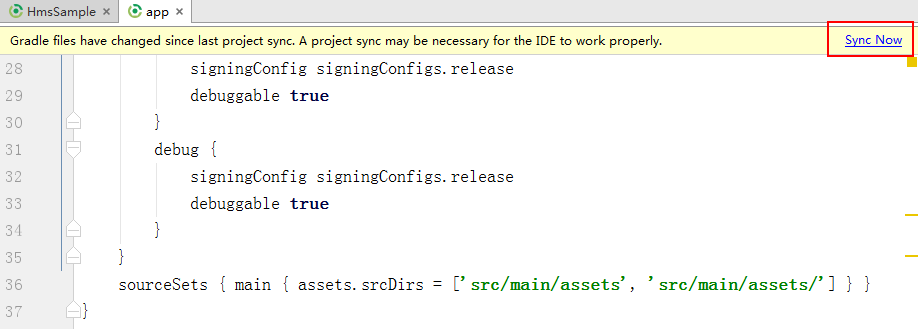 HmsSample × app ×
Gradle files have changed since last project sync. A project sync may be necessary for the IDE to work properly. Sync Now
28 signingConfig signingConfigs.release
29 debuggable true
30 }
31 debug {
32 signingConfig signingConfigs.release
33 debuggable true
34 }
35 }
36 sourceSets { main { assets.srcDirs = ['src/main/assets', 'src/main/assets/'] } }
37 }